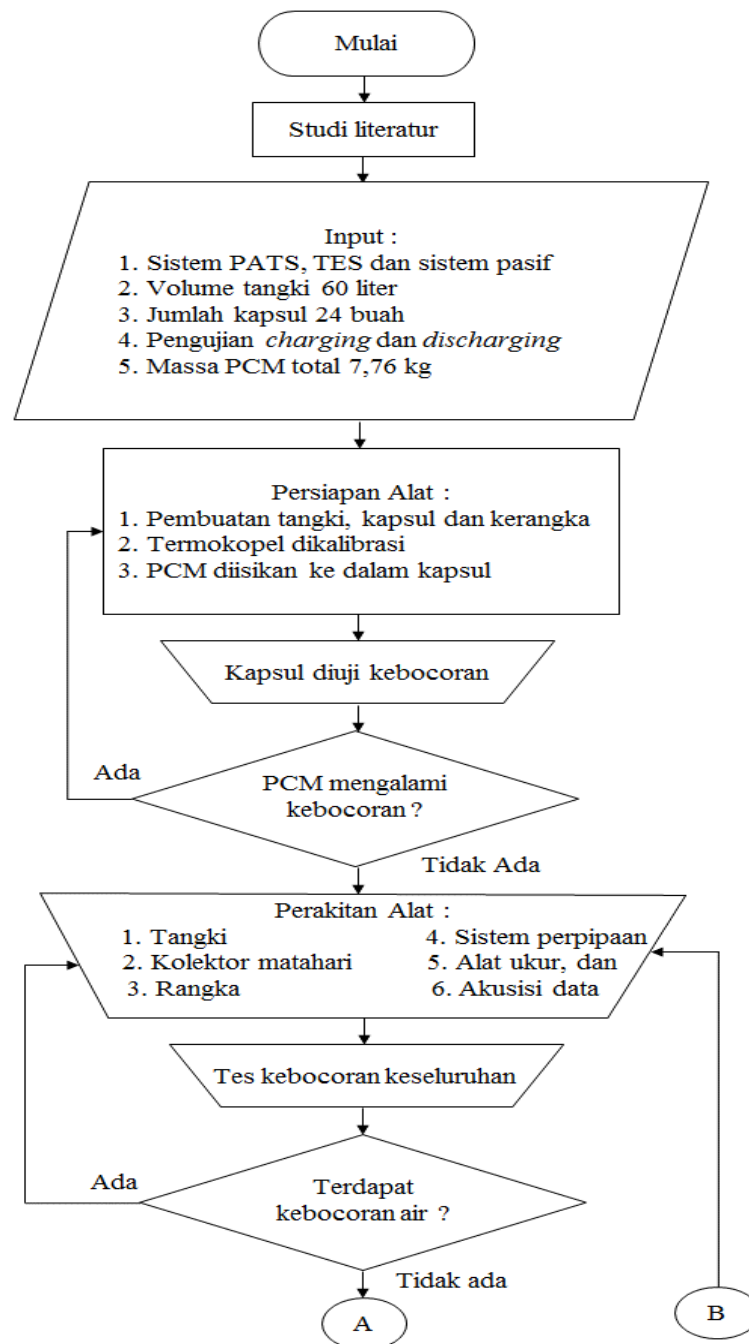 Mulai
Studi literatur
Input :
1. Sistem PATS, TES dan sistem pasif
2. Volume tangki 60 liter
3. Jumlah kapsul 24 buah
4. Pengujian charging dan discharging
5. Massa PCM total 7,76 kg
Persiapan Alat :
1. Pembuatan tangki, kapsul dan kerangka
2. Termokopel dikalibrasi
3. PCM diisikan ke dalam kapsul
Kapsul diuji kebocoran
Ada
PCM mengalami
kebocoran ?
Tidak Ada
Perakitan Alat :
1. Tangki
2. Kolektor matahari
3. Rangka
4. Sistem perpipaan
5. Alat ukur, dan
6. Akusisi data
Tes kebocoran keseluruhan
Ada
Terdapat
kebocoran air ?
Tidak ada
A
B